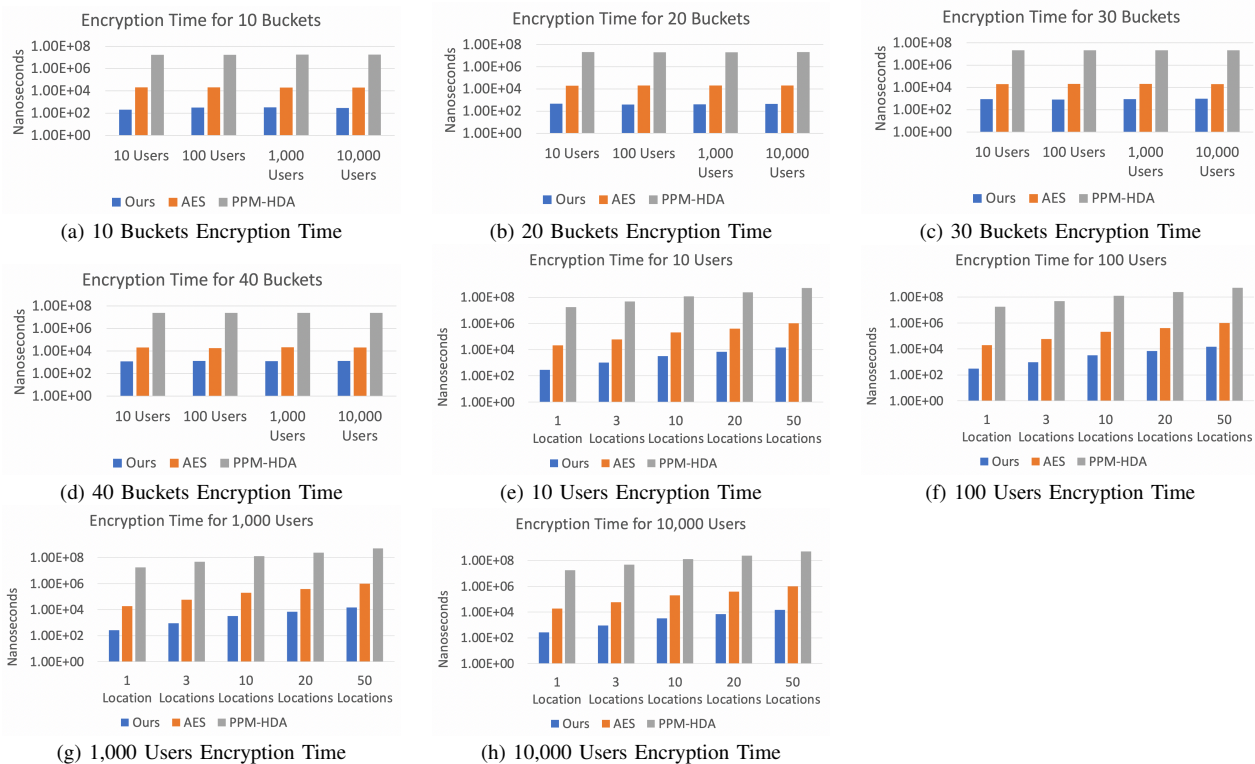 Encryption Time for 10 Buckets
Nanoseconds
1.00E+08
1.00E+06
1.00E+04
1.00E+02
1.00E+00
10 Users 100 Users 1,000 Users 10,000 Users
Ours AES PPM-HDA
(a) 10 Buckets Encryption Time
Encryption Time for 20 Buckets
Nanoseconds
1.00E+08
1.00E+06
1.00E+04
1.00E+02
1.00E+00
10 Users 100 Users 1,000 Users 10,000 Users
Ours AES PPM-HDA
(b) 20 Buckets Encryption Time
Encryption Time for 30 Buckets
Nanoseconds
1.00E+08
1.00E+06
1.00E+04
1.00E+02
1.00E+00
10 Users 100 Users 1,000 Users 10,000 Users
Ours AES PPM-HDA
(c) 30 Buckets Encryption Time
Encryption Time for 40 Buckets
Nanoseconds
1.00E+08
1.00E+06
1.00E+04
1.00E+02
1.00E+00
10 Users 100 Users 1,000 Users 10,000 Users
Ours AES PPM-HDA
(d) 40 Buckets Encryption Time
Encryption Time for 10 Users
Nanoseconds
1.00E+08
1.00E+06
1.00E+04
1.00E+02
1.00E+00
1 3 10 20 50
Location Locations Locations Locations Locations
Ours AES PPM-HDA
(e) 10 Users Encryption Time
Encryption Time for 100 Users
Nanoseconds
1.00E+08
1.00E+06
1.00E+04
1.00E+02
1.00E+00
1 3 10 20 50
Location Locations Locations Locations Locations
Ours AES PPM-HDA
(f) 100 Users Encryption Time
Encryption Time for 1,000 Users
Nanoseconds
1.00E+08
1.00E+06
1.00E+04
1.00E+02
1.00E+00
1 3 10 20 50
Location Locations Locations Locations Locations
Ours AES PPM-HDA
(g) 1,000 Users Encryption Time
Encryption Time for 10,000 Users
Nanoseconds
1.00E+08
1.00E+06
1.00E+04
1.00E+02
1.00E+00
1 3 10 20 50
Location Locations Locations Locations Locations
Ours AES PPM-HDA
(h) 10,000 Users Encryption Time